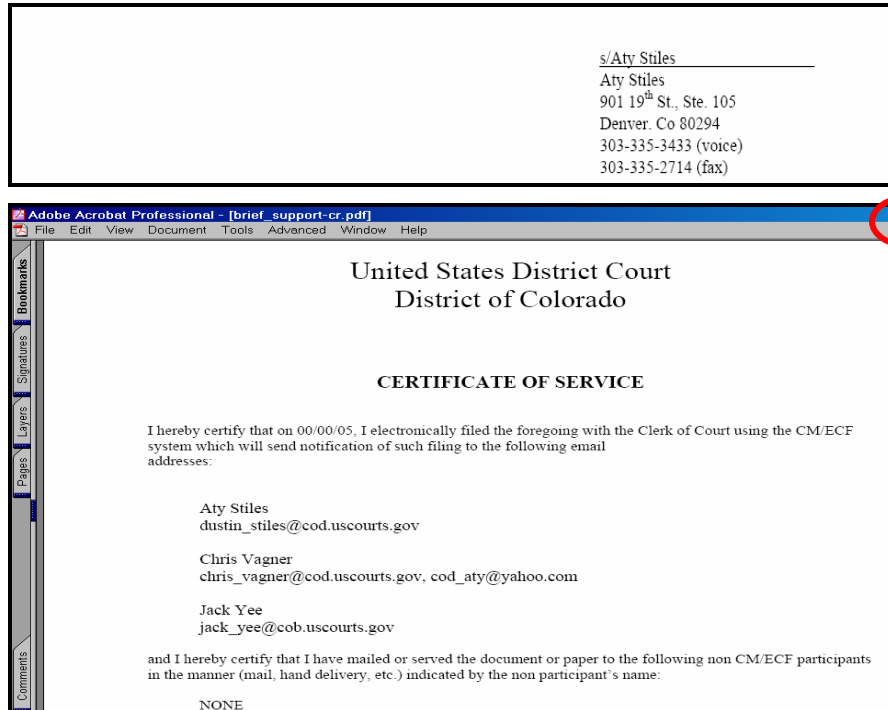 s/Aty Stiles
Aty Stiles
901 19th St., Ste. 105
Denver. Co 80294
303-335-3433 (voice)
303-335-2714 (fax)
Adobe Acrobat Professional - [brief_support-cr.pdf]
File Edit View Document Tools Advanced Window Help
Bookmarks
Signatures
Layers
Pages
Comments
United States District Court
District of Colorado
CERTIFICATE OF SERVICE
I hereby certify that on 00/00/05, I electronically filed the foregoing with the Clerk of Court using the CM/ECF
system which will send notification of such filing to the following email
addresses:
Aty Stiles
dustin_stiles@cod.uscourts.gov
Chris Vagner
chris_vagner@cod.uscourts.gov, cod_aty@yahoo.com
Jack Yee
jack_yee@cob.uscourts.gov
and I hereby certify that I have mailed or served the document or paper to the following non CM/ECF participants
in the manner (mail, hand delivery, etc.) indicated by the non participant's name:
NONE